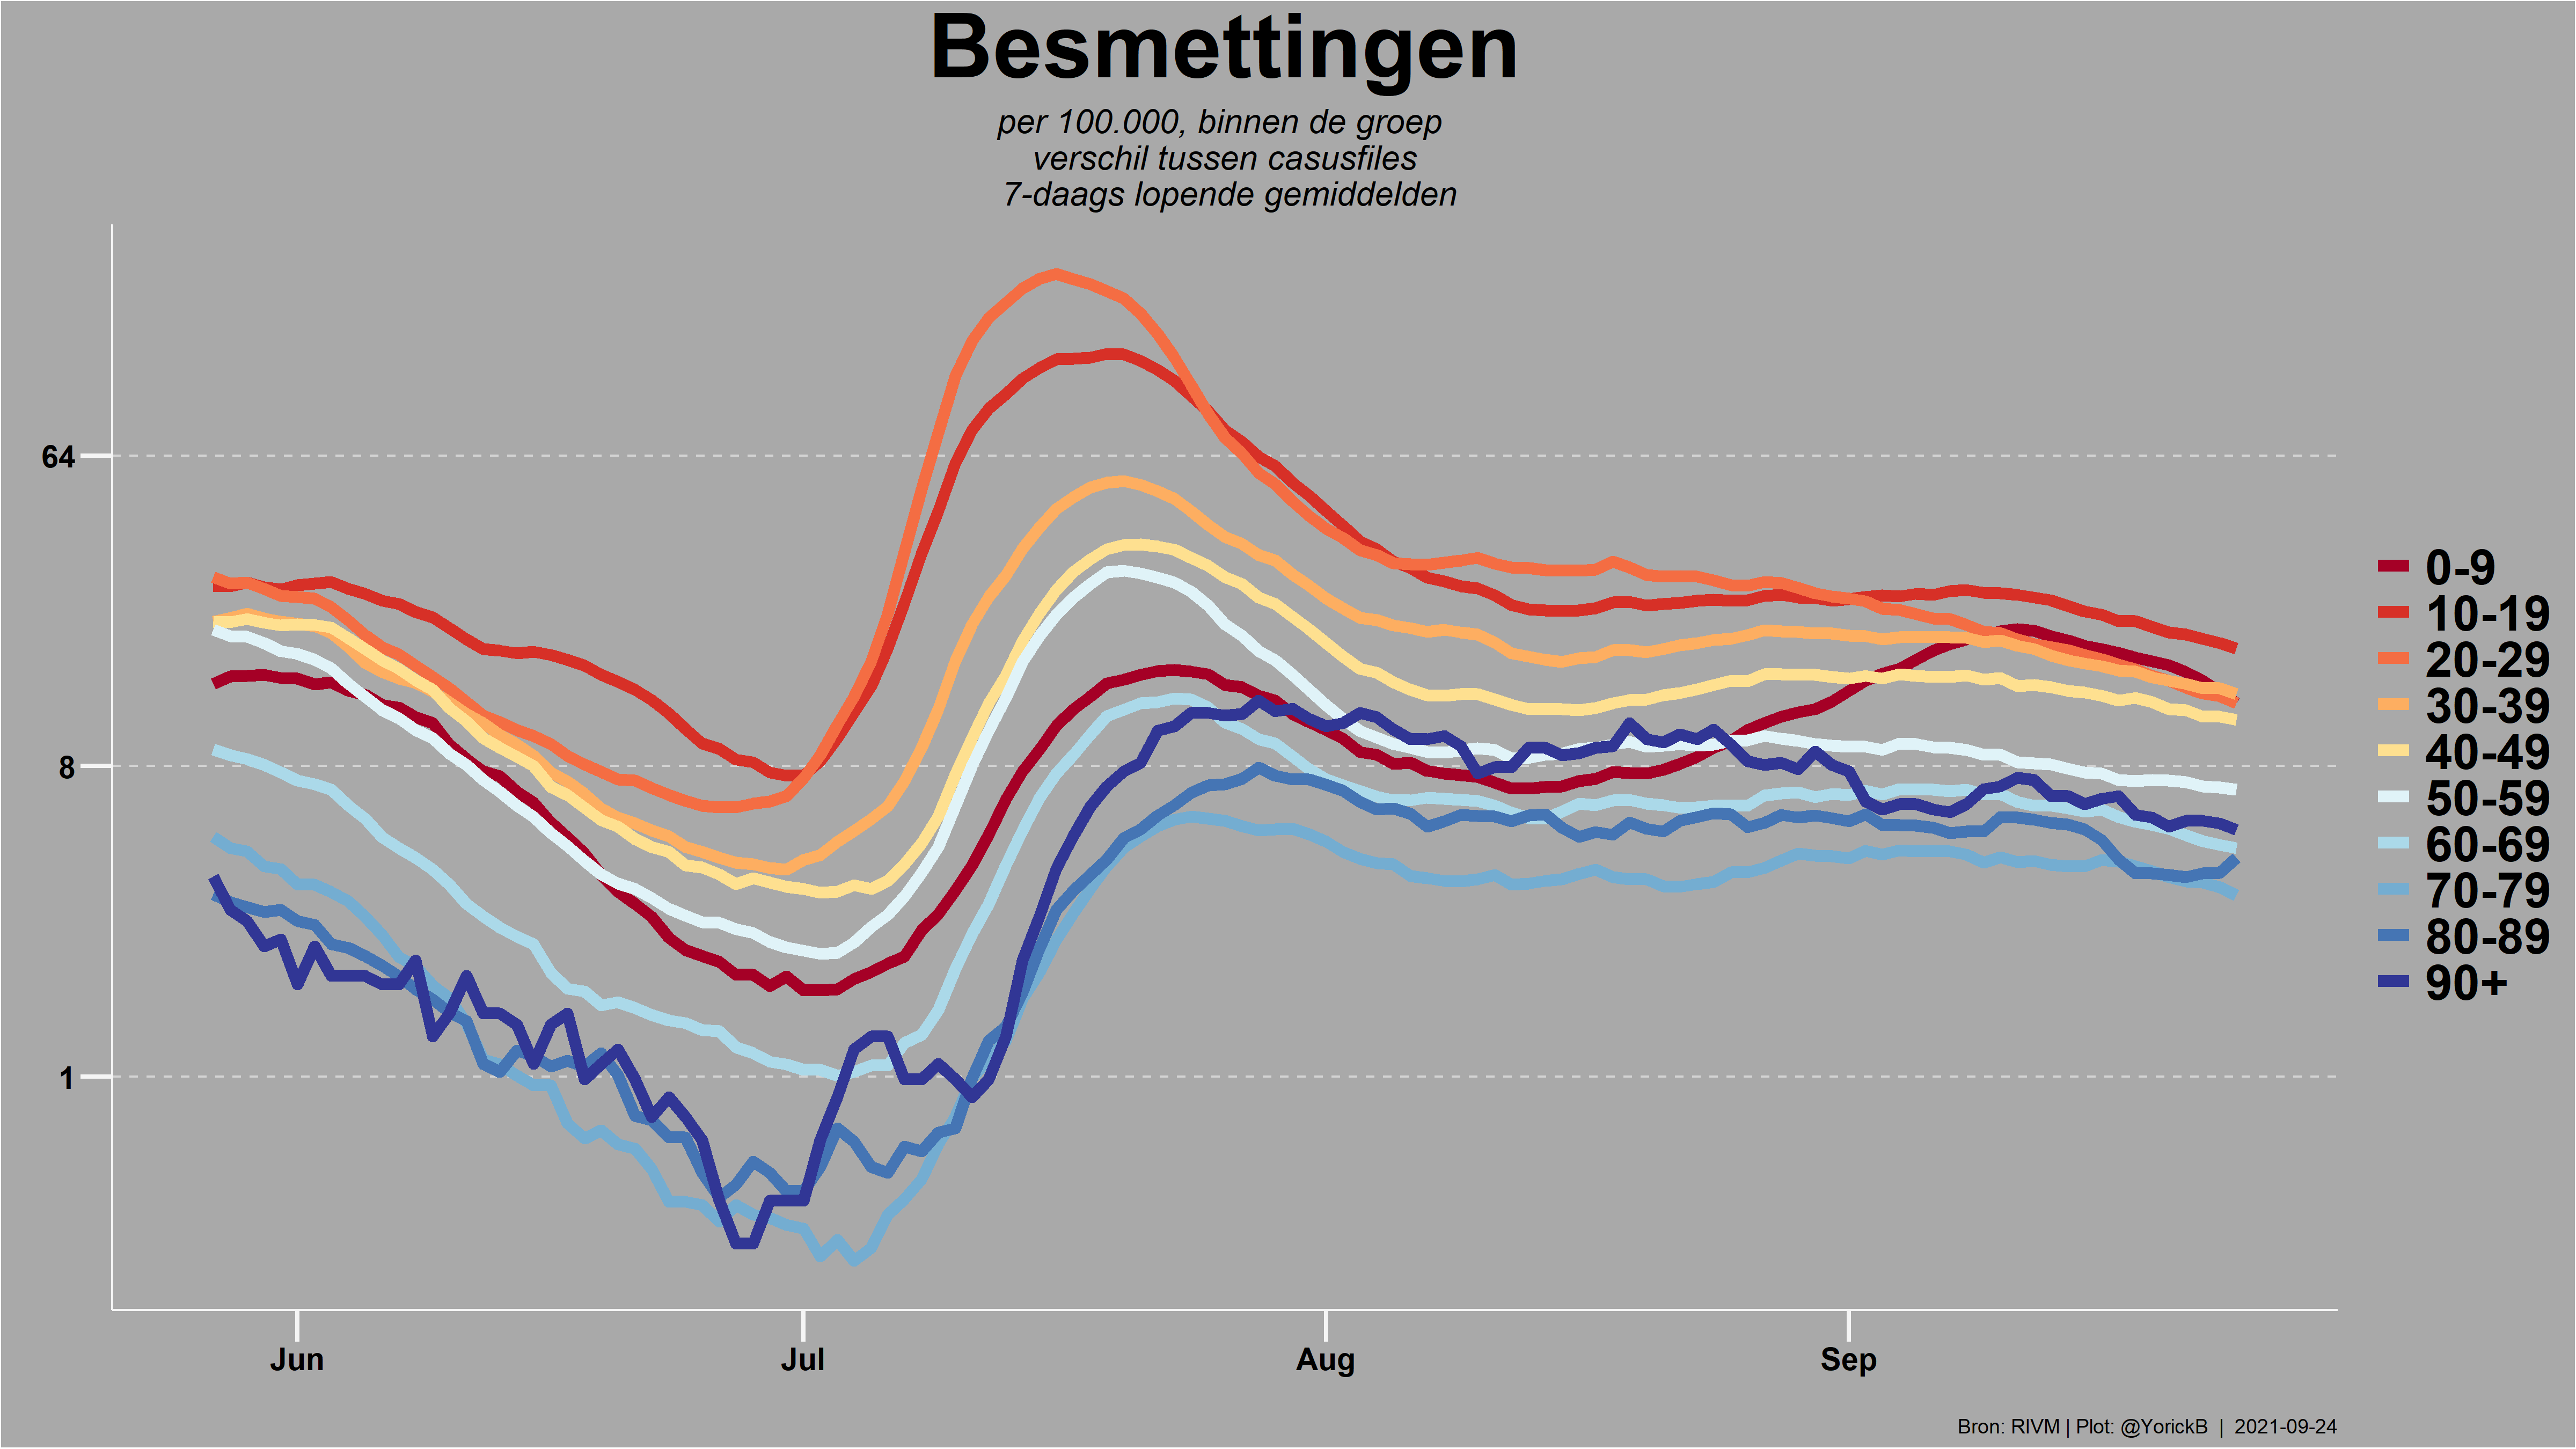 Besmettingen
per 100.000, binnen de groep
verschil tussen casusfiles
7-daags lopende gemiddelden
64
8
1
Jun
Jul
Aug
Sep
0-9
10-19
20-29
30-39
40-49
50-59
60-69
70-79
80-89
90+
Bron: RIVM | Plot: @YorickB | 2021-09-24